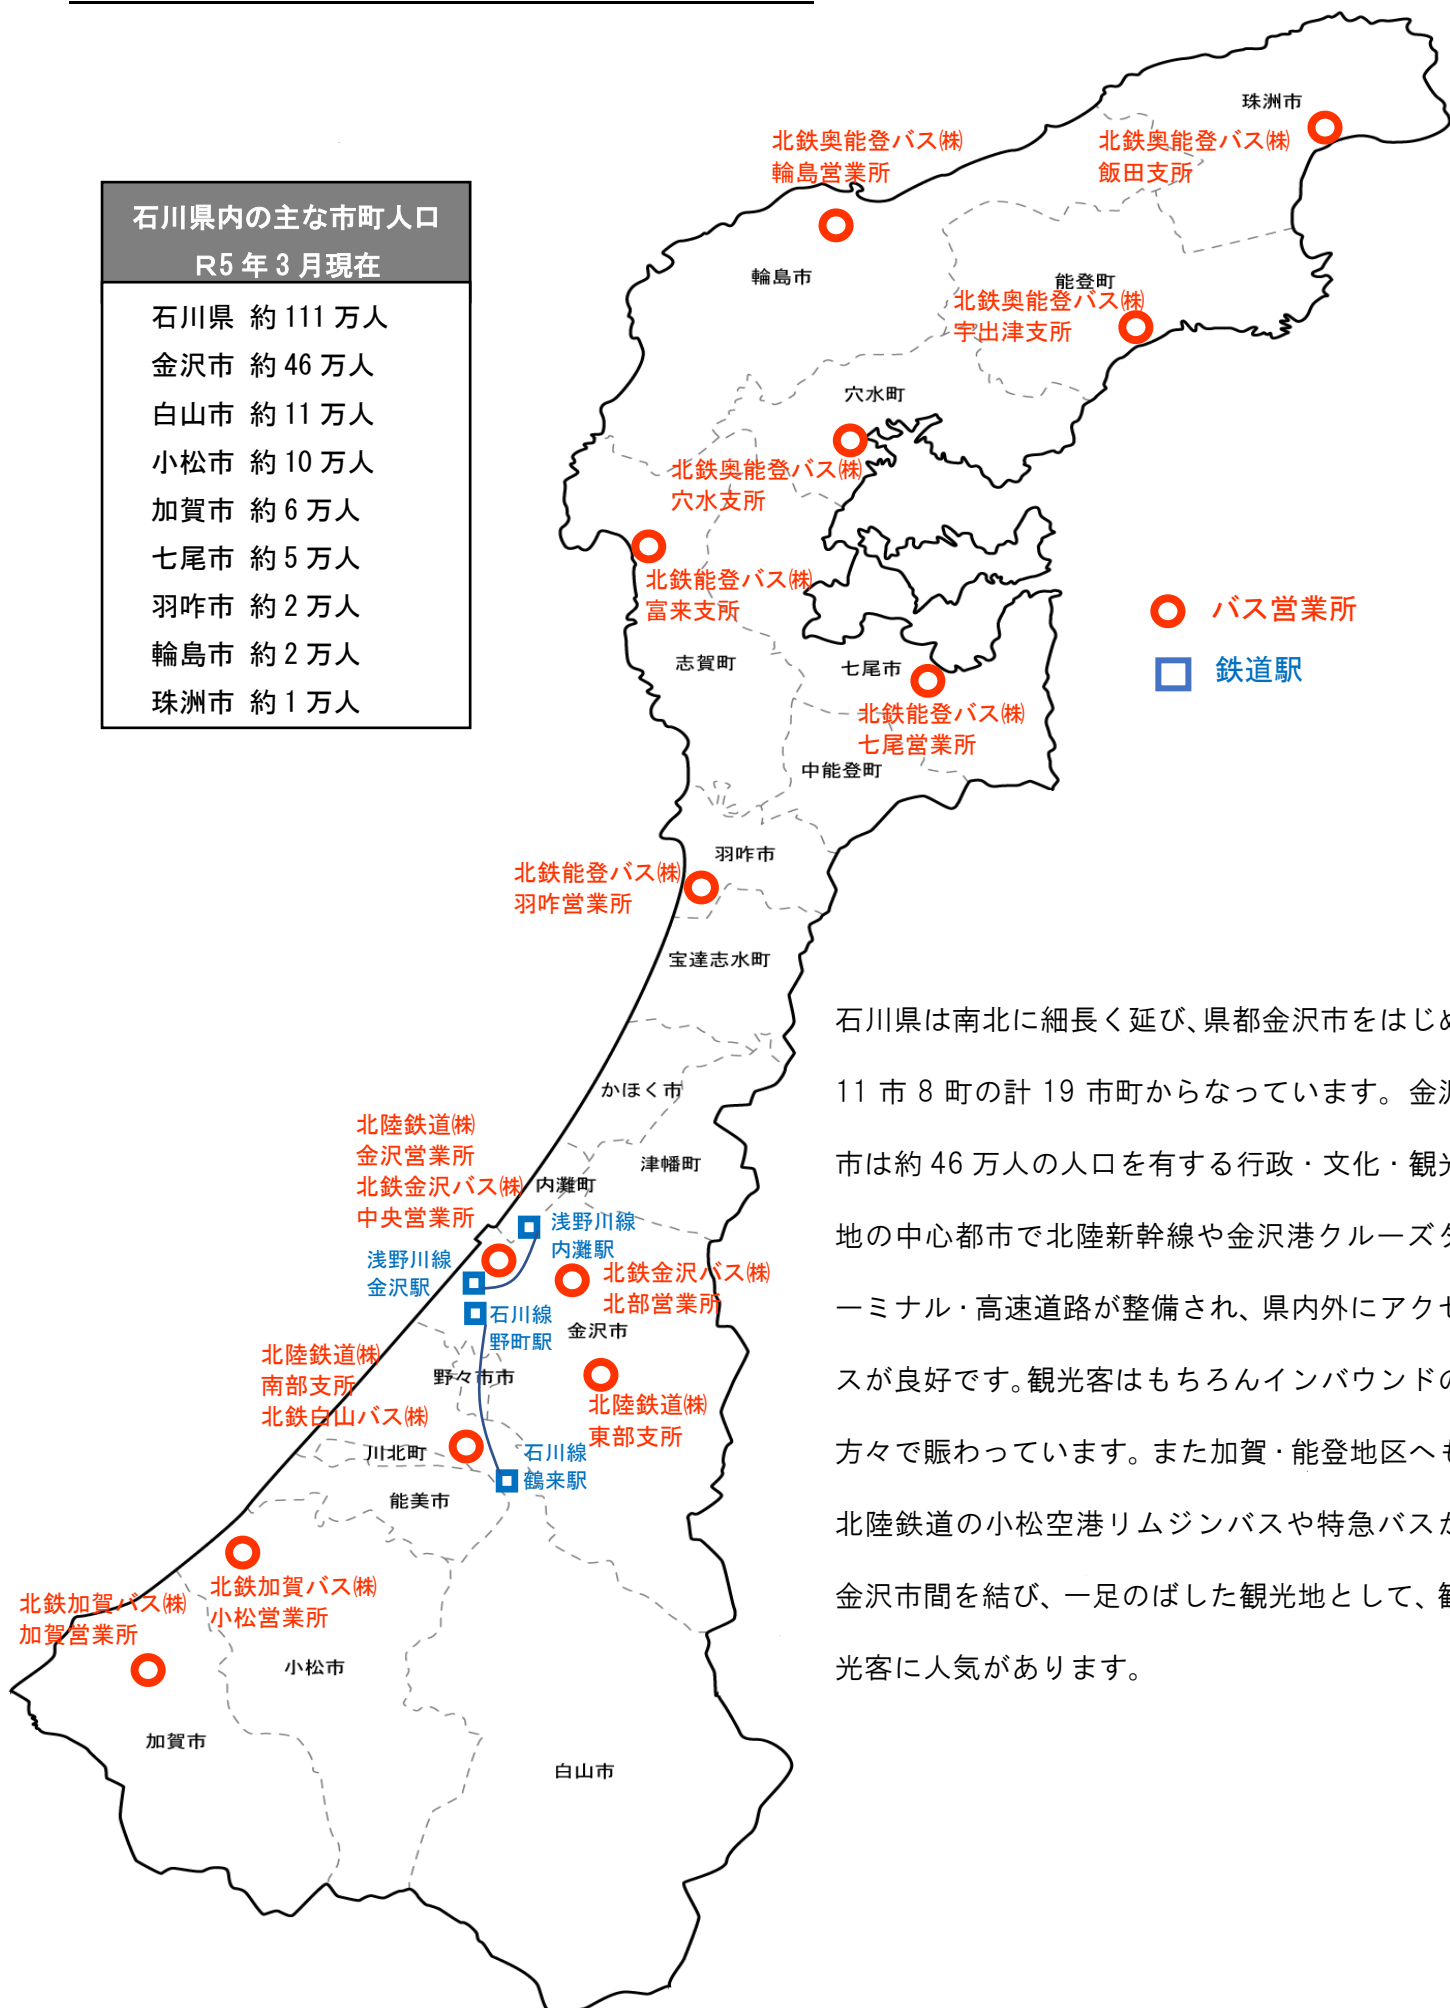 石川県内の主な市町人口
R5年3月現在
石川県 約111万人
金沢市 約46万人
白山市 約11万人
小松市 約10万人
加賀市 約6万人
七尾市 約5万人
羽咋市 約2万人
輪島市 約2万人
珠洲市 約1万人
珠洲市
北鉄奥能登バス㈱
飯田支所
北鉄奥能登バス㈱
輪島営業所
輪島市
能登町
北鉄奥能登バス㈱
宇出津支所
穴水町
北鉄奥能登バス㈱
穴水支所
北鉄能登バス㈱
富来支所
志賀町
七尾市
北鉄能登バス㈱
七尾営業所
中能登町
バス営業所
鉄道駅
羽咋市
北鉄能登バス㈱
羽咋営業所
宝達志水町
かほく市
津幡町
内灘町
北陸鉄道㈱
金沢営業所
北鉄金沢バス㈱
中央営業所
浅野川線
内灘駅
浅野川線
金沢駅
北鉄金沢バス㈱
北部営業所
石川線
野町駅
金沢市
北陸鉄道㈱
南部支所
北鉄白山バス㈱
野々市市
北陸鉄道㈱
東部支所
川北町
石川線
鶴来駅
能美市
北鉄加賀バス㈱
小松営業所
北鉄加賀バス㈱
加賀営業所
小松市
加賀市
白山市
石川県は南北に細長く延び、県都金沢市をはじめ
11市8町の計19市町からなっています。金沢
市は約46万人の人口を有する行政・文化・観光
地の中心都市で北陸新幹線や金沢港クルーズタ
ーミナル・高速道路が整備され、県内外にアクセ
スが良好です。観光客はもちろんインバウンドの
方々で賑わっています。また加賀・能登地区へも
北陸鉄道の小松空港リムジンバスや特急バスが
金沢市間を結び、一足のばした観光地として、観
光客に人気があります。